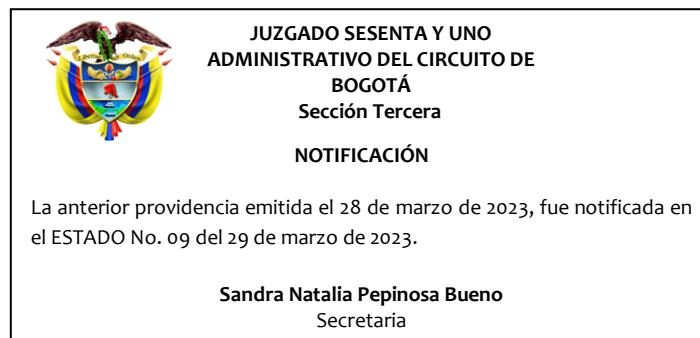 JUZGADO SESENTA Y UNO
ADMINISTRATIVO DEL CIRCUITO DE
BOGOTÁ
Sección Tercera
NOTIFICACIÓN
La anterior providencia emitida el 28 de marzo de 2023, fue notificada en
el ESTADO No. 09 del 29 de marzo de 2023.
Sandra Natalia Pepinosa Bueno
Secretaria